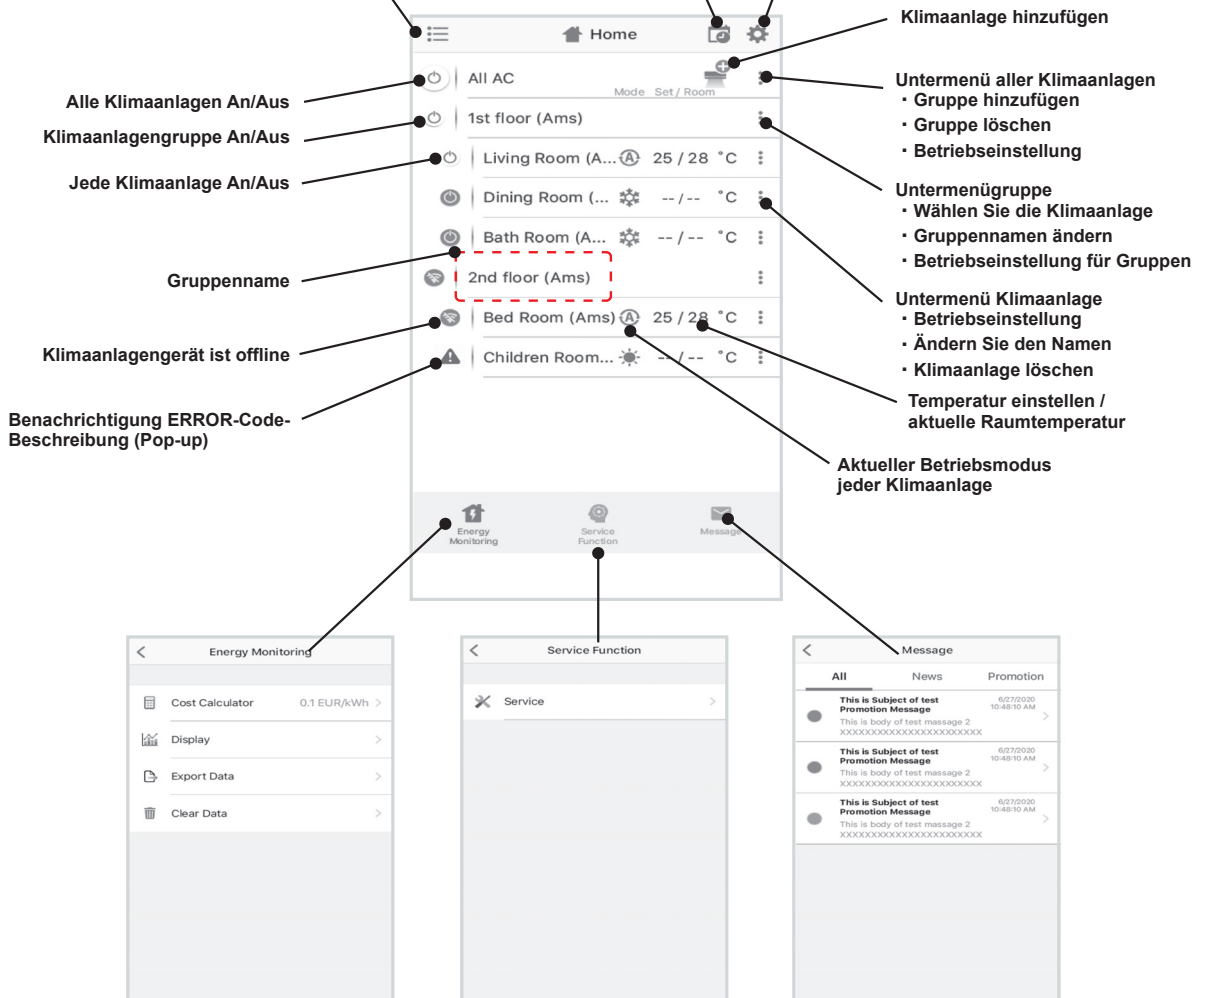 Klimaanlage hinzufügen
Home
All AC
Mode Set / Room
Alle Klimaanlagen An/Aus
Klimaanlagengruppe An/Aus
Jede Klimaanlage An/Aus
Gruppenname
Klimaanlagengerät ist offline
Benachrichtigung ERROR-Code-
Beschreibung (Pop-up)
1st floor (Ams)
Living Room (A... A 25 / 28 °C
Dining Room (... -- / -- °C
Bath Room (A... -- / -- °C
2nd floor (Ams)
Bed Room (Ams) A 25 / 28 °C
Children Room... -- / -- °C
Untermenü aller Klimaanlagen
· Gruppe hinzufügen
· Gruppe löschen
· Betriebseinstellung
Untermenügruppe
· Wählen Sie die Klimaanlage
· Gruppennamen ändern
· Betriebseinstellung für Gruppen
Untermenü Klimaanlage
· Betriebseinstellung
· Ändern Sie den Namen
· Klimaanlage löschen
Temperatur einstellen /
aktuelle Raumtemperatur
Aktueller Betriebsmodus
jeder Klimaanlage
Energy
Monitoring
Service
Function
Message
Energy Monitoring
Cost Calculator 0.1 EUR/kWh
Display
Export Data
Clear Data
Service Function
Service
Message
All News Promotion
This is Subject of test
Promotion Message
6/27/2020
10:48:10 AM
This is body of test massage 2
XXXXXXXXXXXXXXXXXXXXXXX
This is Subject of test
Promotion Message
6/27/2020
10:48:10 AM
This is body of test massage 2
XXXXXXXXXXXXXXXXXXXXXXX
This is Subject of test
Promotion Message
6/27/2020
10:48:10 AM
This is body of test massage 2
XXXXXXXXXXXXXXXXXXXXXXX